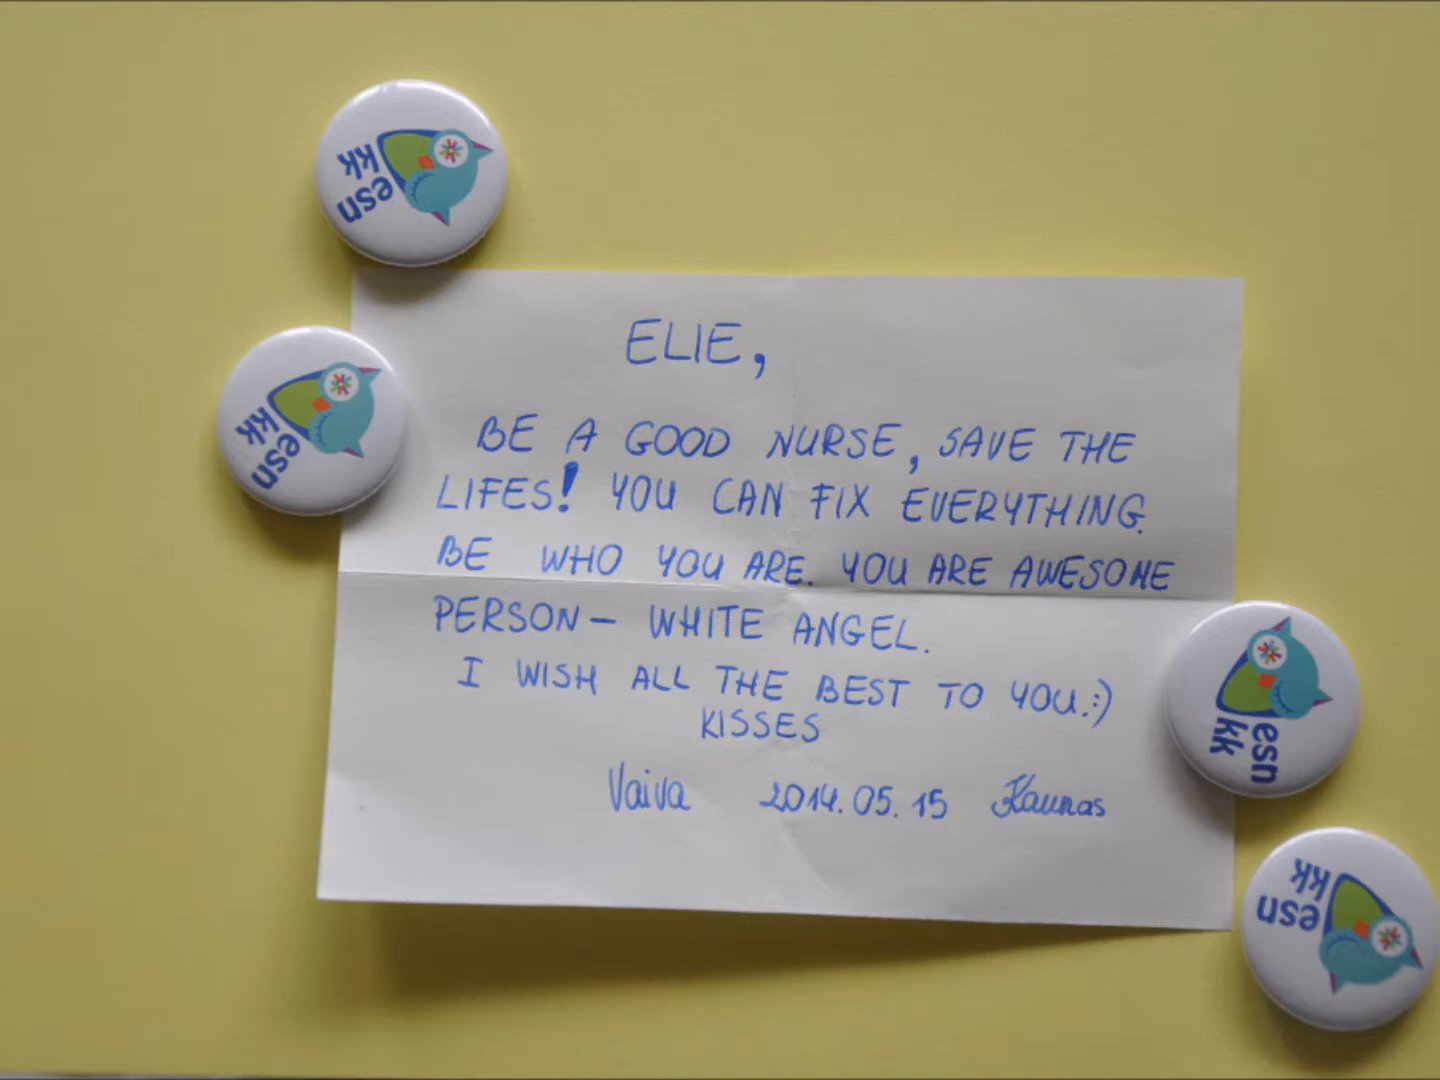 esn
kk
esn
kk
ELIE,
BE A GOOD NURSE, SAVE THE
LIFES! YOU CAN FIX EVERYTHING.
BE WHO YOU ARE. YOU ARE AWESOME
PERSON – WHITE ANGEL.
I WISH ALL THE BEST TO YOU.:)
KISSES
Vaiva 2014.05.15 Kaunas
esn
kk
esn
kk